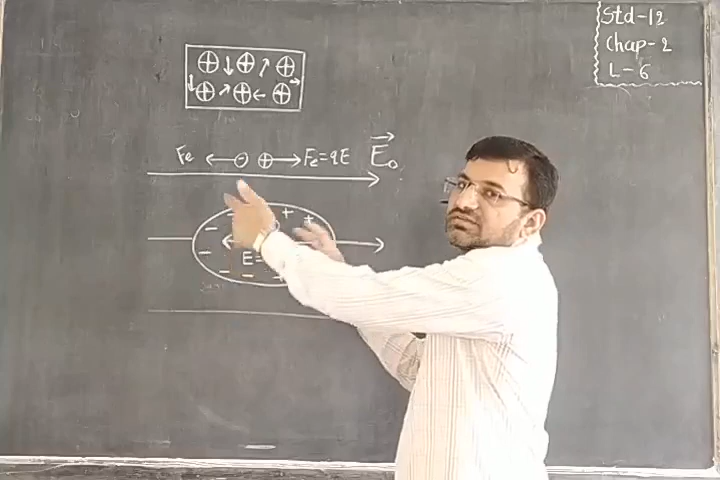 Std-12
Chap-2
L-6
Fe ← ⊖ ⊕ → Fe=qE E₀
E=